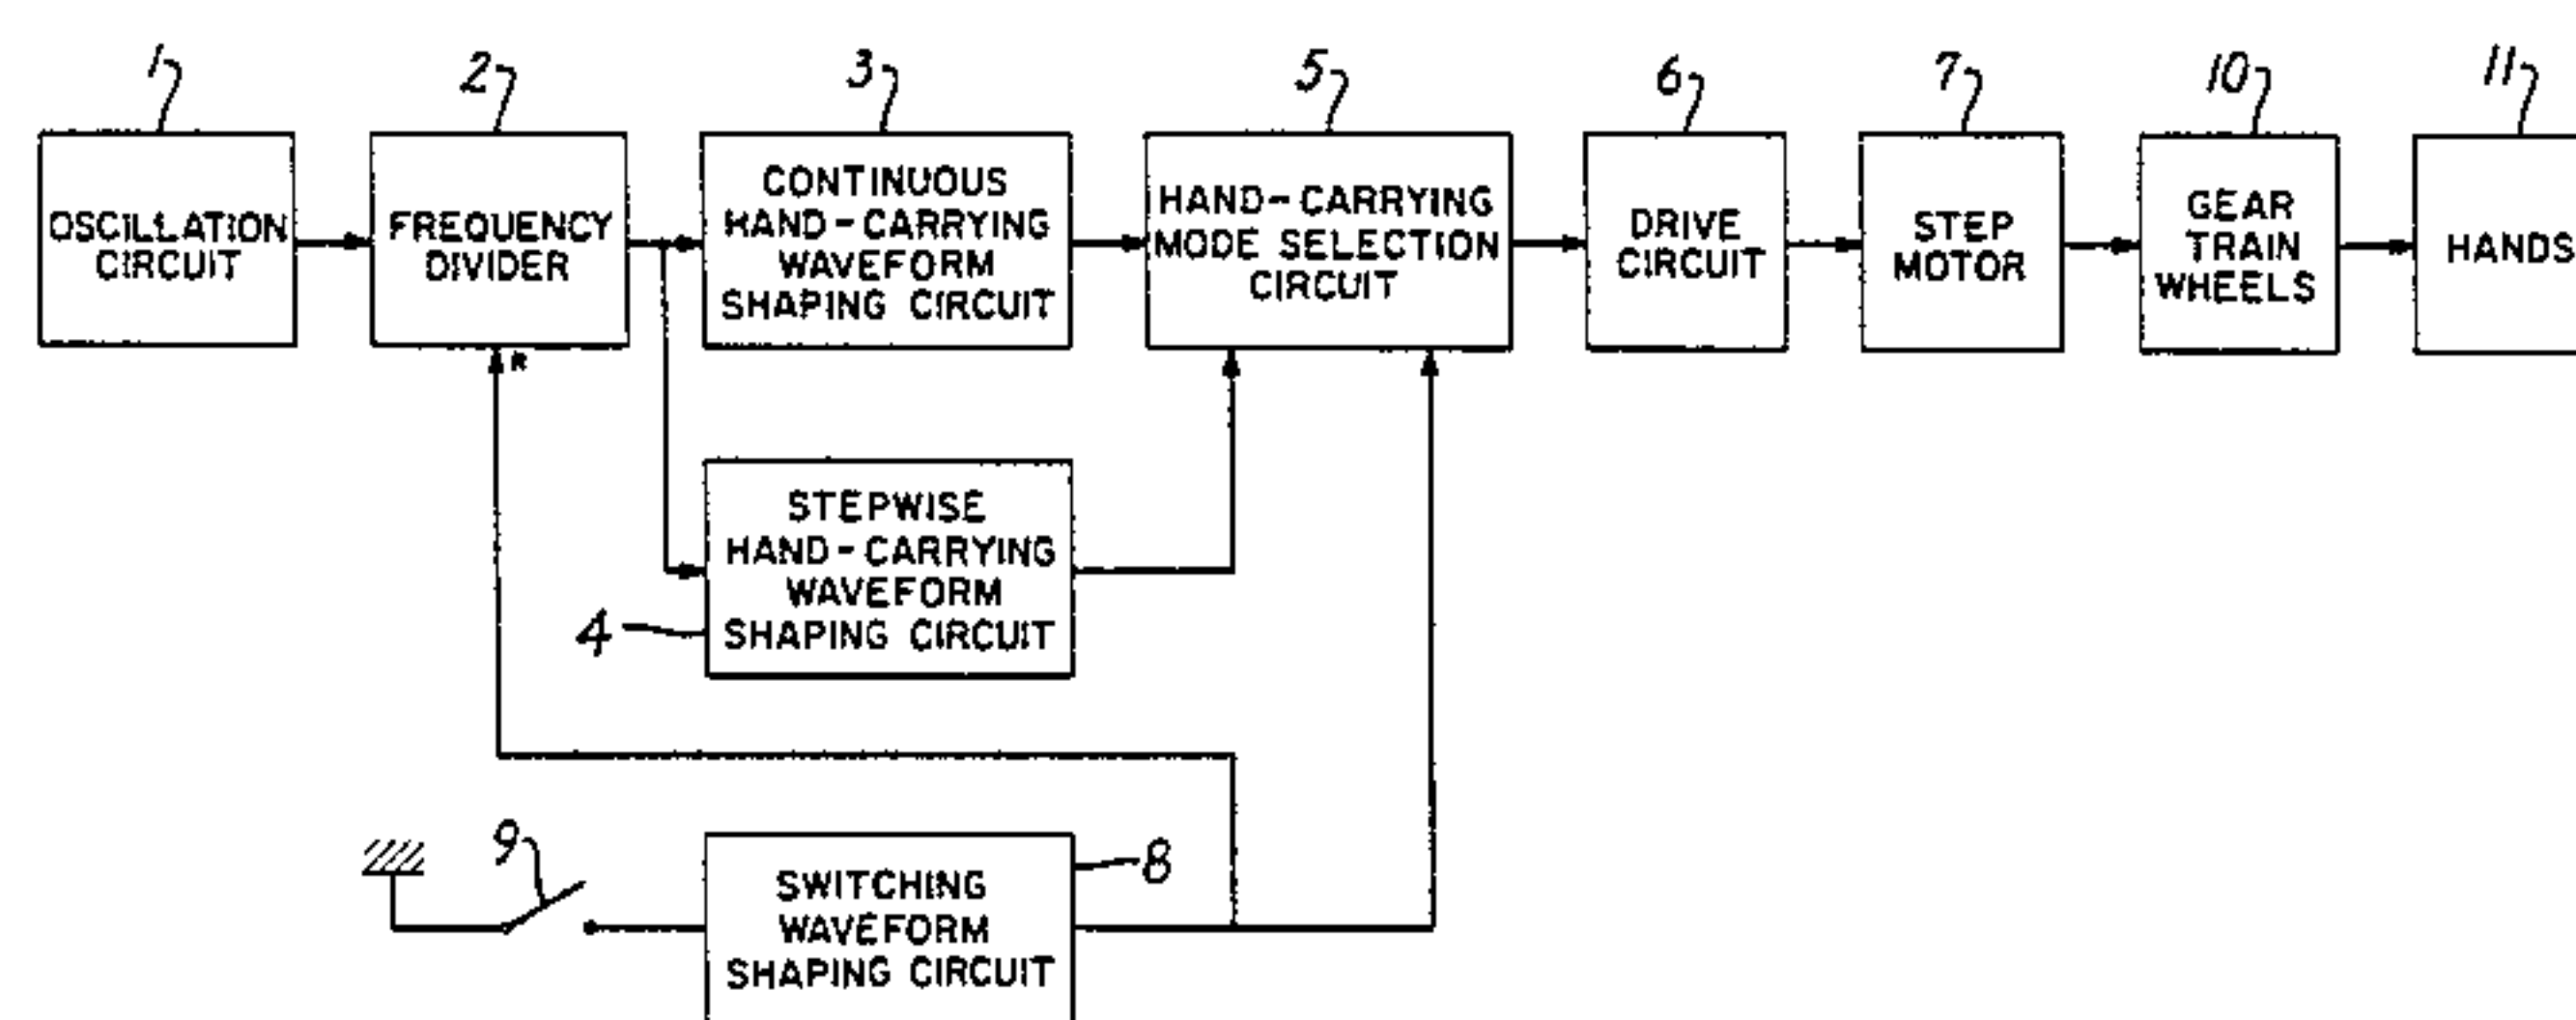 1 2 3 5 6 7 10 11
OSCILLATION
CIRCUIT
FREQUENCY
DIVIDER
CONTINUOUS
HAND-CARRYING
WAVEFORM
SHAPING CIRCUIT
HAND-CARRYING
MODE SELECTION
CIRCUIT
DRIVE
CIRCUIT
STEP
MOTOR
GEAR
TRAIN
WHEELS
HANDS
R
STEPWISE
HAND-CARRYING
WAVEFORM
SHAPING CIRCUIT
4
9
8
SWITCHING
WAVEFORM
SHAPING CIRCUIT